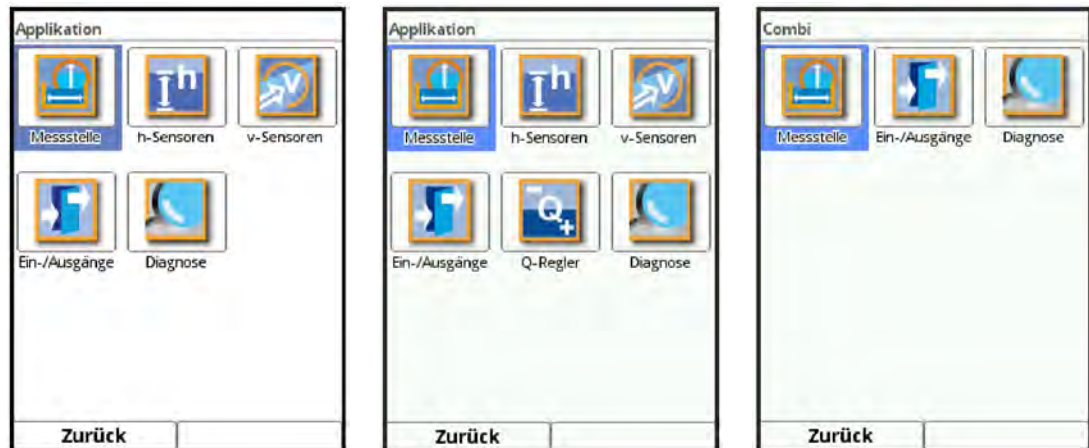 Applikation
Messstelle h-Sensoren v-Sensoren
h
v
Ein-/Ausgänge Diagnose
Zurück
Applikation
h
v
Messstelle h-Sensoren v-Sensoren
Q
Ein-/Ausgänge Q-Regler Diagnose
Zurück
Combi
Messstelle Ein-/Ausgänge Diagnose
Zurück